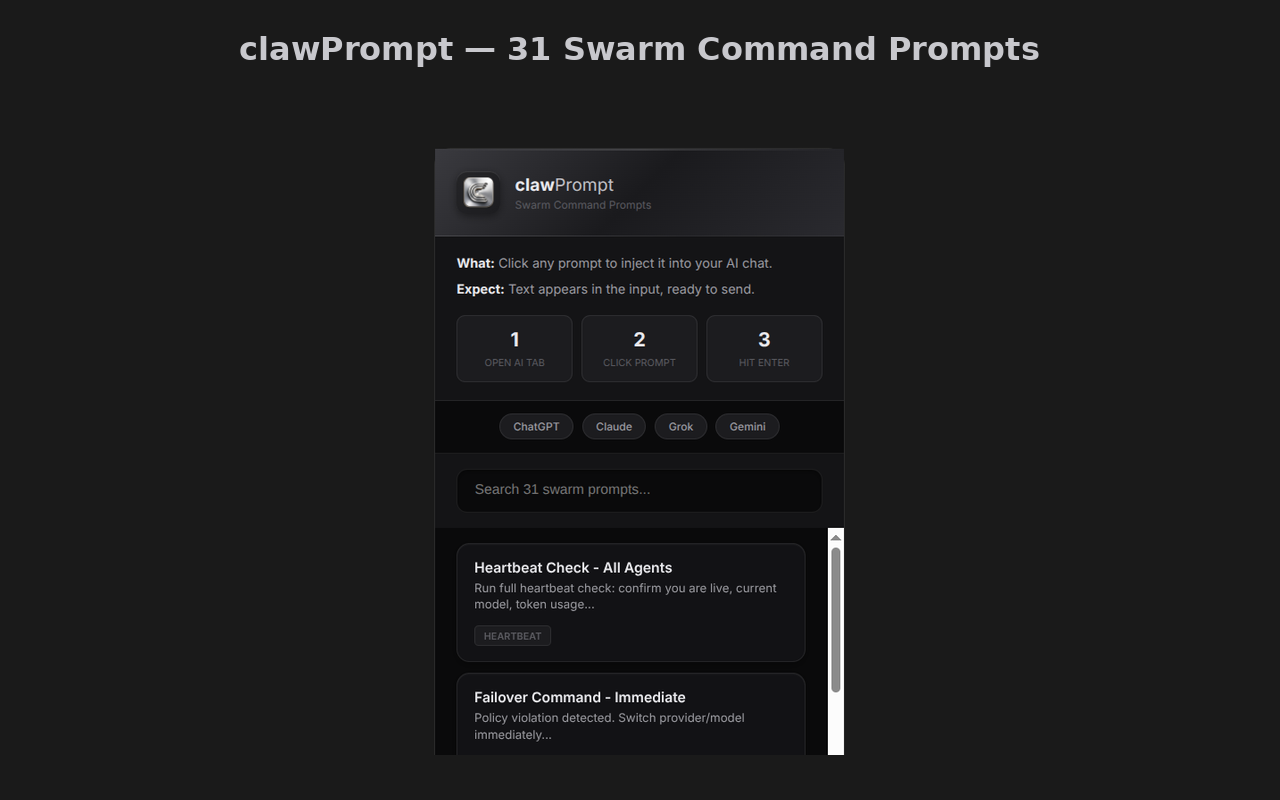 clawPrompt — 31 Swarm Command Prompts
clawPrompt
Swarm Command Prompts
What: Click any prompt to inject it into your AI chat.
Expect: Text appears in the input, ready to send.
1 2 3
OPEN AI TAB CLICK PROMPT HIT ENTER
ChatGPT Claude Grok Gemini
Search 31 swarm prompts...
Heartbeat Check - All Agents
Run full heartbeat check: confirm you are live, current
model, token usage...
HEARTBEAT
Failover Command - Immediate
Policy violation detected. Switch provider/model
immediately...